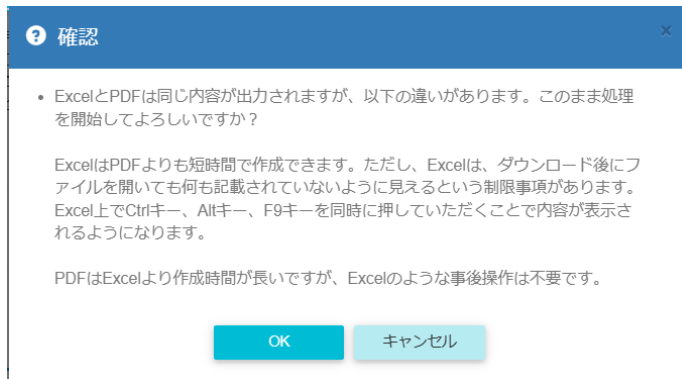 ? 確認 ×
• ExcelとPDFは同じ内容が出力されますが、以下の違いがあります。このまま処理
を開始してよろしいですか？
ExcelはPDFよりも短時間で作成できます。ただし、Excelは、ダウンロード後にフ
ァイルを開いても何も記載されていないように見えるという制限事項があります。
Excel上でCtrlキー、Altキー、F9キーを同時に押していただくことで内容が表示さ
れるようになります。
PDFはExcelより作成時間が長いですが、Excelのような事後操作は不要です。
OK キャンセル